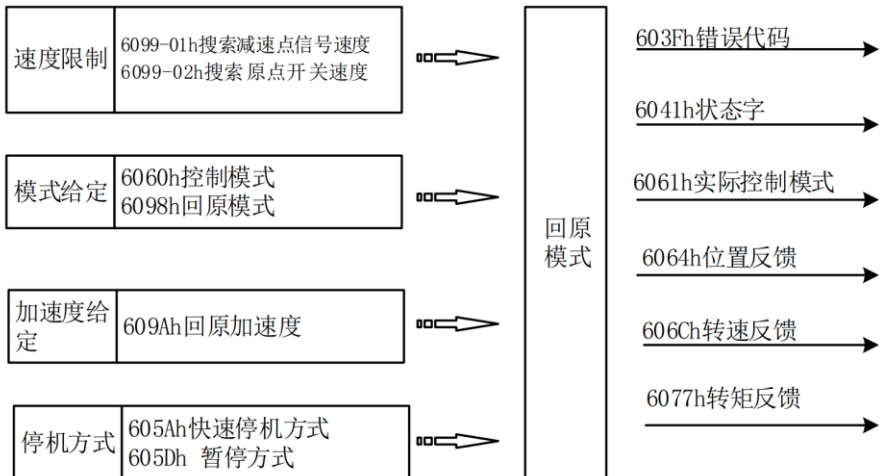 速度限制
6099-01h搜索减速点信号速度
6099-02h搜索原点开关速度
模式给定
6060h控制模式
6098h回原模式
加速度给
定
609Ah回原加速度
停机方式
605Ah快速停机方式
605Dh 暂停方式
回原
模式
603Fh错误代码
6041h状态字
6061h实际控制模式
6064h位置反馈
606Ch转速反馈
6077h转矩反馈